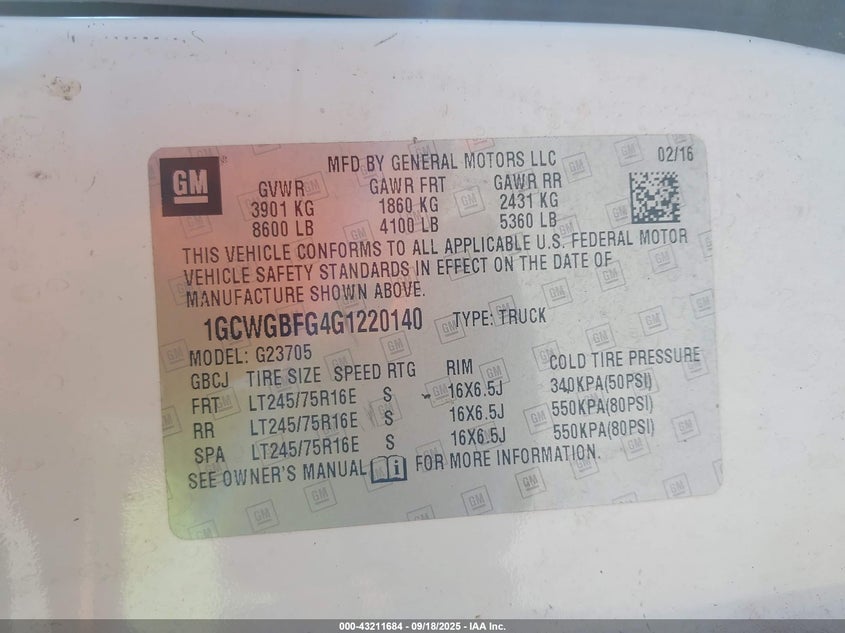 GM
MFD BY GENERAL MOTORS LLC 02/16
GVWR GAWR FRT GAWR RR
3901 KG 1860 KG 2431 KG
8600 LB 4100 LB 5360 LB
THIS VEHICLE CONFORMS TO ALL APPLICABLE U.S. FEDERAL MOTOR
VEHICLE SAFETY STANDARDS IN EFFECT ON THE DATE OF
MANUFACTURE SHOWN ABOVE.
1GCWGBFG4G1220140 TYPE: TRUCK
MODEL: G23705
GBCJ TIRE SIZE SPEED RTG RIM COLD TIRE PRESSURE
FRT LT245/75R16E S 16X6.5J 340KPA(50PSI)
RR LT245/75R16E S 16X6.5J 550KPA(80PSI)
SPA LT245/75R16E S 16X6.5J 550KPA(80PSI)
SEE OWNER'S MANUAL FOR MORE INFORMATION.
000-43211684 - 09/18/2025 - IAA Inc.